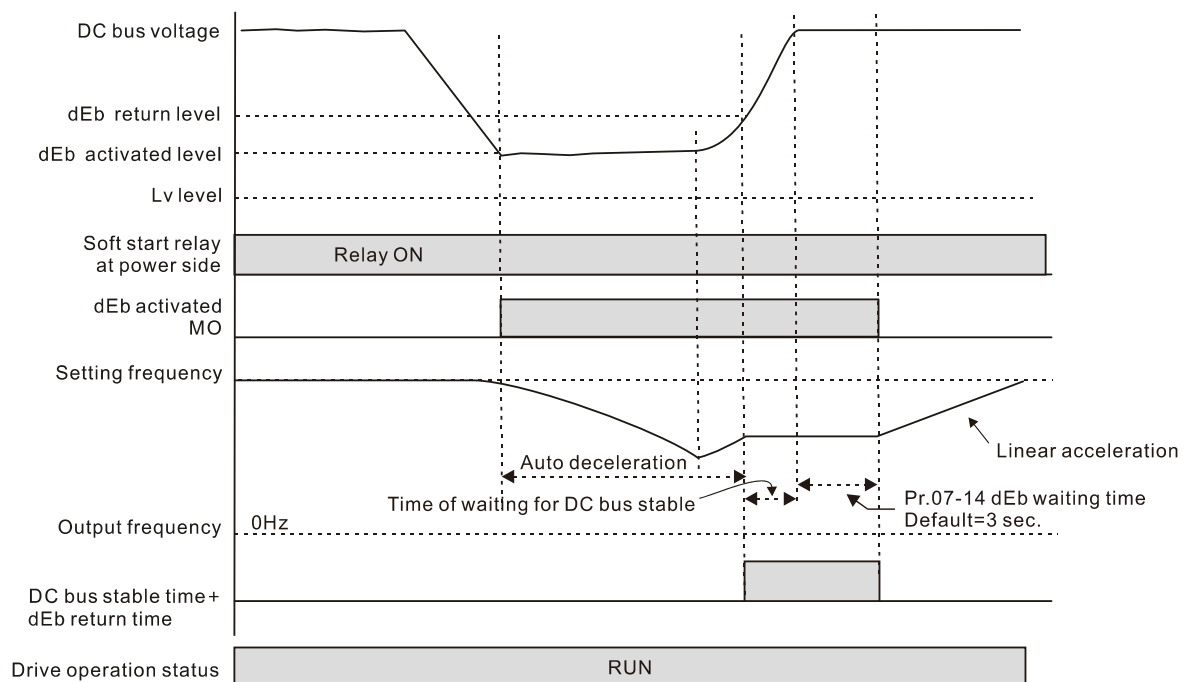 DC bus voltage
dEb return level
dEb activated level
Lv level
Soft start relay
at power side
Relay ON
dEb activated
MO
Setting frequency
Linear acceleration
Auto deceleration
Time of waiting for DC bus stable
Pr.07-14 dEb waiting time
Default=3 sec.
Output frequency
0Hz
DC bus stable time+
dEb return time
Drive operation status
RUN